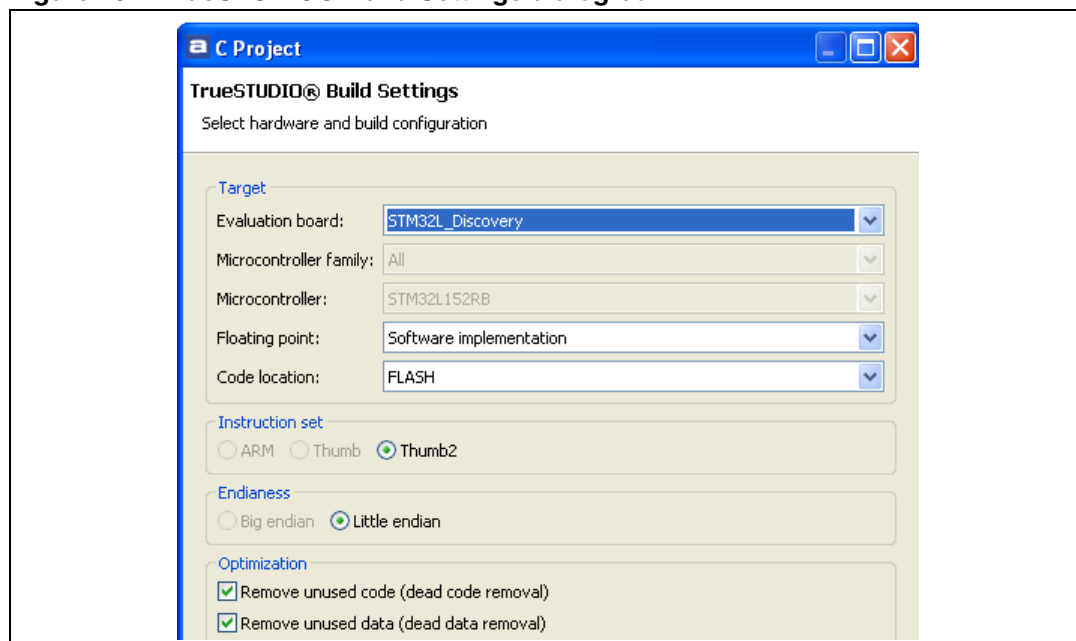 C Project
TrueSTUDIO® Build Settings
Select hardware and build configuration
Target
Evaluation board: STM32L_Discovery
Microcontroller family: All
Microcontroller: STM32L152RB
Floating point: Software implementation
Code location: FLASH
Instruction set
ARM Thumb Thumb2
Endianess
Big endian Little endian
Optimization
Remove unused code (dead code removal)
Remove unused data (dead data removal)